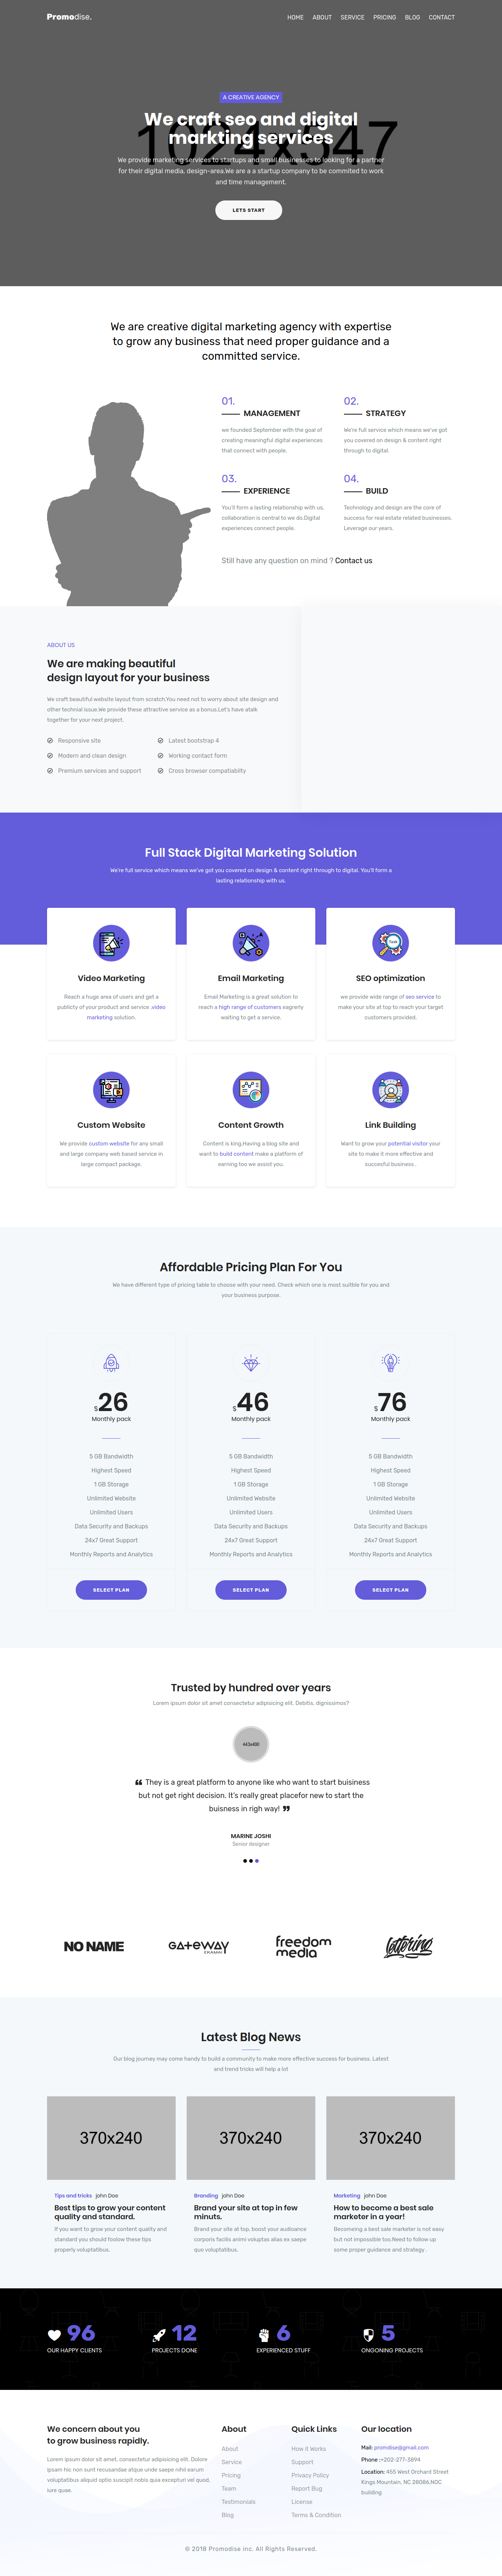 Promodise.
HOME ABOUT SERVICE PRICING BLOG CONTACT
A CREATIVE AGENCY
1024x547
We craft seo and digital
markting services
We provide marketing services to startups and small businesses to looking for a partner
for their digital media, design-area.We are a a startup company to be commited to work
and time management.
LETS START
We are creative digital marketing agency with expertise
to grow any business that need proper guidance and a
committed service.
01.
MANAGEMENT
we founded September with the goal of
creating meaningful digital experiences
that connect with people.
02.
STRATEGY
We're full service which means we've got
you covered on design & content right
through to digital.
03.
EXPERIENCE
You'll form a lasting relationship with us,
collaboration is central to we do.Digital
experiences connect people.
04.
BUILD
Technology and design are the core of
success for real estate related businesses.
Leverage our years.
Still have any question on mind ? Contact us
ABOUT US
We are making beautiful
design layout for your business
We craft beautiful website layout from scratch.You need not to worry about site design and
other technial issue.We provide these attractive service as a bonus.Let's have atalk
together for your next project.
Responsive site
Latest bootstrap 4
Modern and clean design
Working contact form
Premium services and support
Cross browser compatiabilty
Full Stack Digital Marketing Solution
We're full service which means we've got you covered on design & content right through to digital. You'll form a
lasting relationship with us.
Video Marketing
Reach a huge area of users and get a
publicty of your product and service .video
marketing solution.
Email Marketing
Email Marketing is a great solution to
reach a high range of customers eagrerly
waiting to get a service.
SEO optimization
we provide wide range of seo service to
make your site at top to reach your target
customers provided.
Custom Website
We provide custom website for any small
and large company web based service in
large compact package.
Content Growth
Content is king.Having a blog site and
want to build content make a platform of
earning too we assist you.
Link Building
Want to grow your potential visitor your
site to make it more effective and
succesful business .
Affordable Pricing Plan For You
We have different type of pricing table to choose with your need. Check which one is most suitble for you and
your business purpose.
$26
Monthly pack
5 GB Bandwidth
Highest Speed
1 GB Storage
Unlimited Website
Unlimited Users
Data Security and Backups
24x7 Great Support
Monthly Reports and Analytics
SELECT PLAN
$46
Monthly pack
5 GB Bandwidth
Highest Speed
1 GB Storage
Unlimited Website
Unlimited Users
Data Security and Backups
24x7 Great Support
Monthly Reports and Analytics
SELECT PLAN
$76
Monthly pack
5 GB Bandwidth
Highest Speed
1 GB Storage
Unlimited Website
Unlimited Users
Data Security and Backups
24x7 Great Support
Monthly Reports and Analytics
SELECT PLAN
Trusted by hundred over years
Lorem ipsum dolor sit amet consectetur adipisicing elit. Debitis, dignissimos?
443x400
They is a great platform to anyone like who want to start buisiness
but not get right decision. It's really great placefor new to start the
buisness in righ way!
MARINE JOSHI
Senior designer
NO NAME
GATEWAY
freedom
media
lettering
Latest Blog News
Our blog journey may come handy to build a community to make more effective success for business. Latest
and trend tricks will help a lot
370x240
Tips and tricks john Doe
Best tips to grow your content
quality and standard.
If you want to grow your content quality and
standard you should foolow these tips
properly voluptatibus.
370x240
Branding john Doe
Brand your site at top in few
minuts.
Brand your site at top. boost your audioance
corporis facilis animi voluptas alias ex saepe
quo voluptatibus.
370x240
Marketing john Doe
How to become a best sale
marketer in a year!
Becomeing a best sale marketer is not easy
but not impossible too.Need to follow up
some proper guidance and strategy .
96
OUR HAPPY CLIENTS
12
PROJECTS DONE
6
EXPERIENCED STUFF
5
ONGONING PROJECTS
We concern about you
to grow business rapidly.
Lorem ipsum dolor sit amet, consectetur adipisicing elit. Dolore
ipsam hic non sunt recusandae atque unde saepe nihil earum
voluptatibus aliquid optio suscipit nobis quia excepturi vel quod,
iure quae.
About
About
Service
Pricing
Team
Testimonials
Blog
Quick Links
How it Works
Support
Privacy Policy
Report Bug
License
Terms & Condition
Our location
Mail: promdise@gmail.com
Phone :+202-277-3894
Location: 455 West Orchard Street
Kings Mountain, NC 28086,NOC
building
© 2018 Promodise inc. All Rights Reserved.